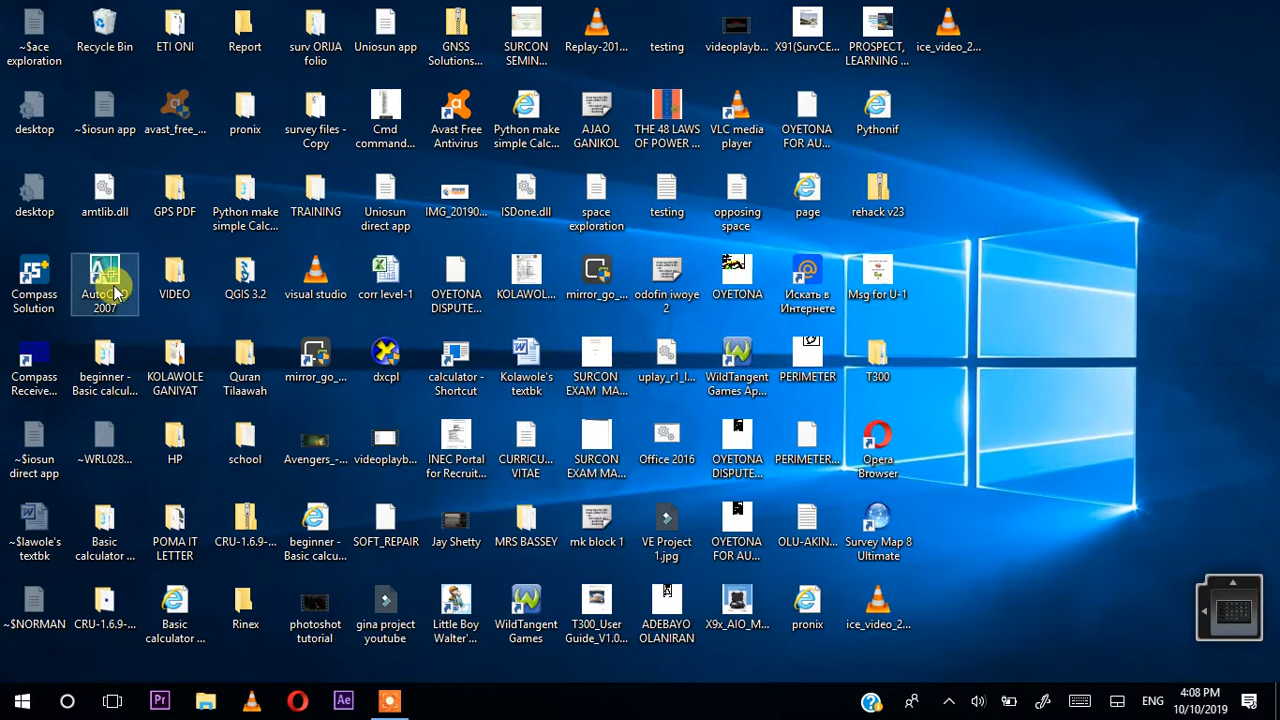 ~$ace
exploration
Recycle Bin
ETI ONI
Report
surv ORIJA
folio
Uniosun app
GNSS
Solutions...
SURCON
SEMIN...
Replay-201...
testing
videoplayb...
X91(SurvCE...
PROSPECT,
LEARNING ...
ice_video_2...
desktop
~$iosun app
avast_free_...
pronix
survey files -
Copy
Cmd
command...
Avast Free
Antivirus
Python make
simple Calc...
AJAO
GANIKOL
THE 48 LAWS
OF POWER ...
VLC media
player
OYETONA
FOR AU...
Pythonif
desktop
amtlib.dll
GPS PDF
Python make
simple Calc...
TRAINING
Uniosun
direct app
IMG_20190...
ISDone.dll
space
exploration
testing
opposing
space
page
rehack v23
Compass
Solution
2007
VIDEO
QGIS 3.2
visual studio
corr level-1
OYETONA
DISPUTE...
KOLAWOL...
mirror_go_...
odofin iwoye
2
OYETONA
Искать в
Интернете
Msg for U-1
Compass
Receive...
beginner -
Basic calcul...
KOLAWOLE
GANIYAT
Quran
Tilaawah
mirror_go_...
dxcpl
calculator -
Shortcut
Kolawole's
textbk
SURCON
EXAM MA...
uplay_r1_l...
WildTangent
Games Ap...
PERIMETER
T300
~$iosun
direct app
~WRL028...
HP
school
Avengers_-...
videoplayb...
INEC Portal
for Recruit...
CURRICU...
VITAE
SURCON
EXAM MA...
Office 2016
OYETONA
DISPUTE...
PERIMETER...
Opera
Browser
~$lawole's
textbk
Basic
calculator ...
POMA IT
LETTER
CRU-1.6.9-...
beginner -
Basic calcu...
SOFT_REPAIR
Jay Shetty
MRS BASSEY
mk block 1
VE Project
1.jpg
OYETONA
FOR AU...
OLU-AKIN...
Survey Map 8
Ultimate
~$NORMAN
CRU-1.6.9-...
Basic
calculator ...
Rinex
photoshot
tutorial
gina project
youtube
Little Boy
Walter'...
WildTangent
Games
T300_User
Guide_V1.0...
ADEBAYO
OLANIRAN
X9x_AIO_M...
pronix
ice_video_2...
Pr
Ae
ENG
4:08 PM
10/10/2019